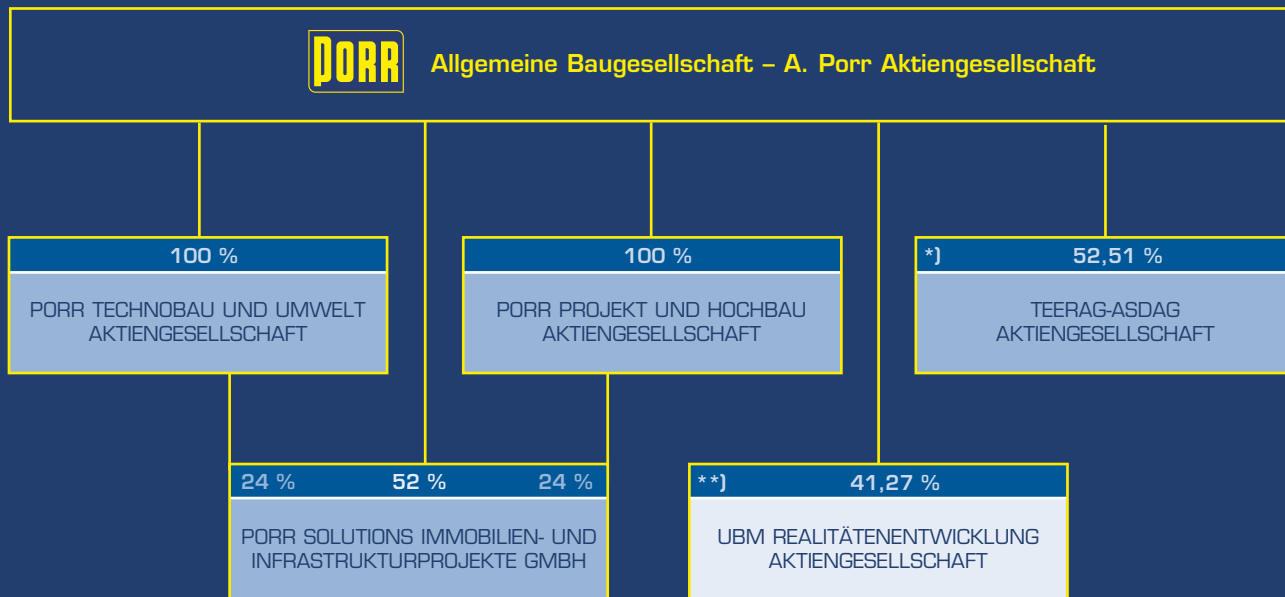 PORR Allgemeine Baugesellschaft – A. Porr Aktiengesellschaft
100 %
PORR TECHNOBAU UND UMWELT
AKTIENGESELLSCHAFT
100 %
PORR PROJEKT UND HOCHBAU
AKTIENGESELLSCHAFT
*) 52,51 %
TEERAG-ASDAG
AKTIENGESELLSCHAFT
24 % 52 % 24 %
PORR SOLUTIONS IMMOBILIEN- UND
INFRASTRUKTURPROJEKTE GMBH
**) 41,27 %
UBM REALITÄTENENTWICKLUNG
AKTIENGESELLSCHAFT